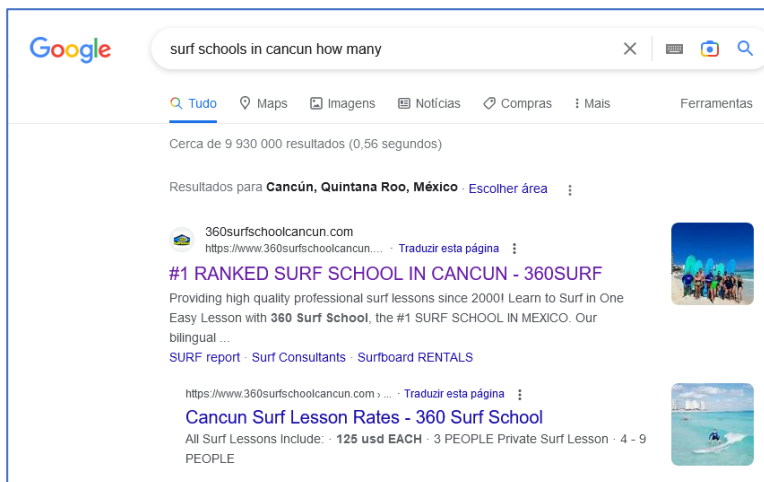 Google
surf schools in cancun how many
Tudo Maps Imagens Notícias Compras Mais Ferramentas
Cerca de 9 930 000 resultados (0,56 segundos)
Resultados para Cancún, Quintana Roo, México · Escolher área
360surfschoolcancun.com
https://www.360surfschoolcancun.... · Traduzir esta página
#1 RANKED SURF SCHOOL IN CANCUN - 360SURF
Providing high quality professional surf lessons since 2000! Learn to Surf in One
Easy Lesson with 360 Surf School, the #1 SURF SCHOOL IN MEXICO. Our
bilingual ...
SURF report · Surf Consultants · Surfboard RENTALS
https://www.360surfschoolcancun.com › ... · Traduzir esta página
Cancun Surf Lesson Rates - 360 Surf School
All Surf Lessons Include: · 125 usd EACH · 3 PEOPLE Private Surf Lesson · 4 - 9
PEOPLE